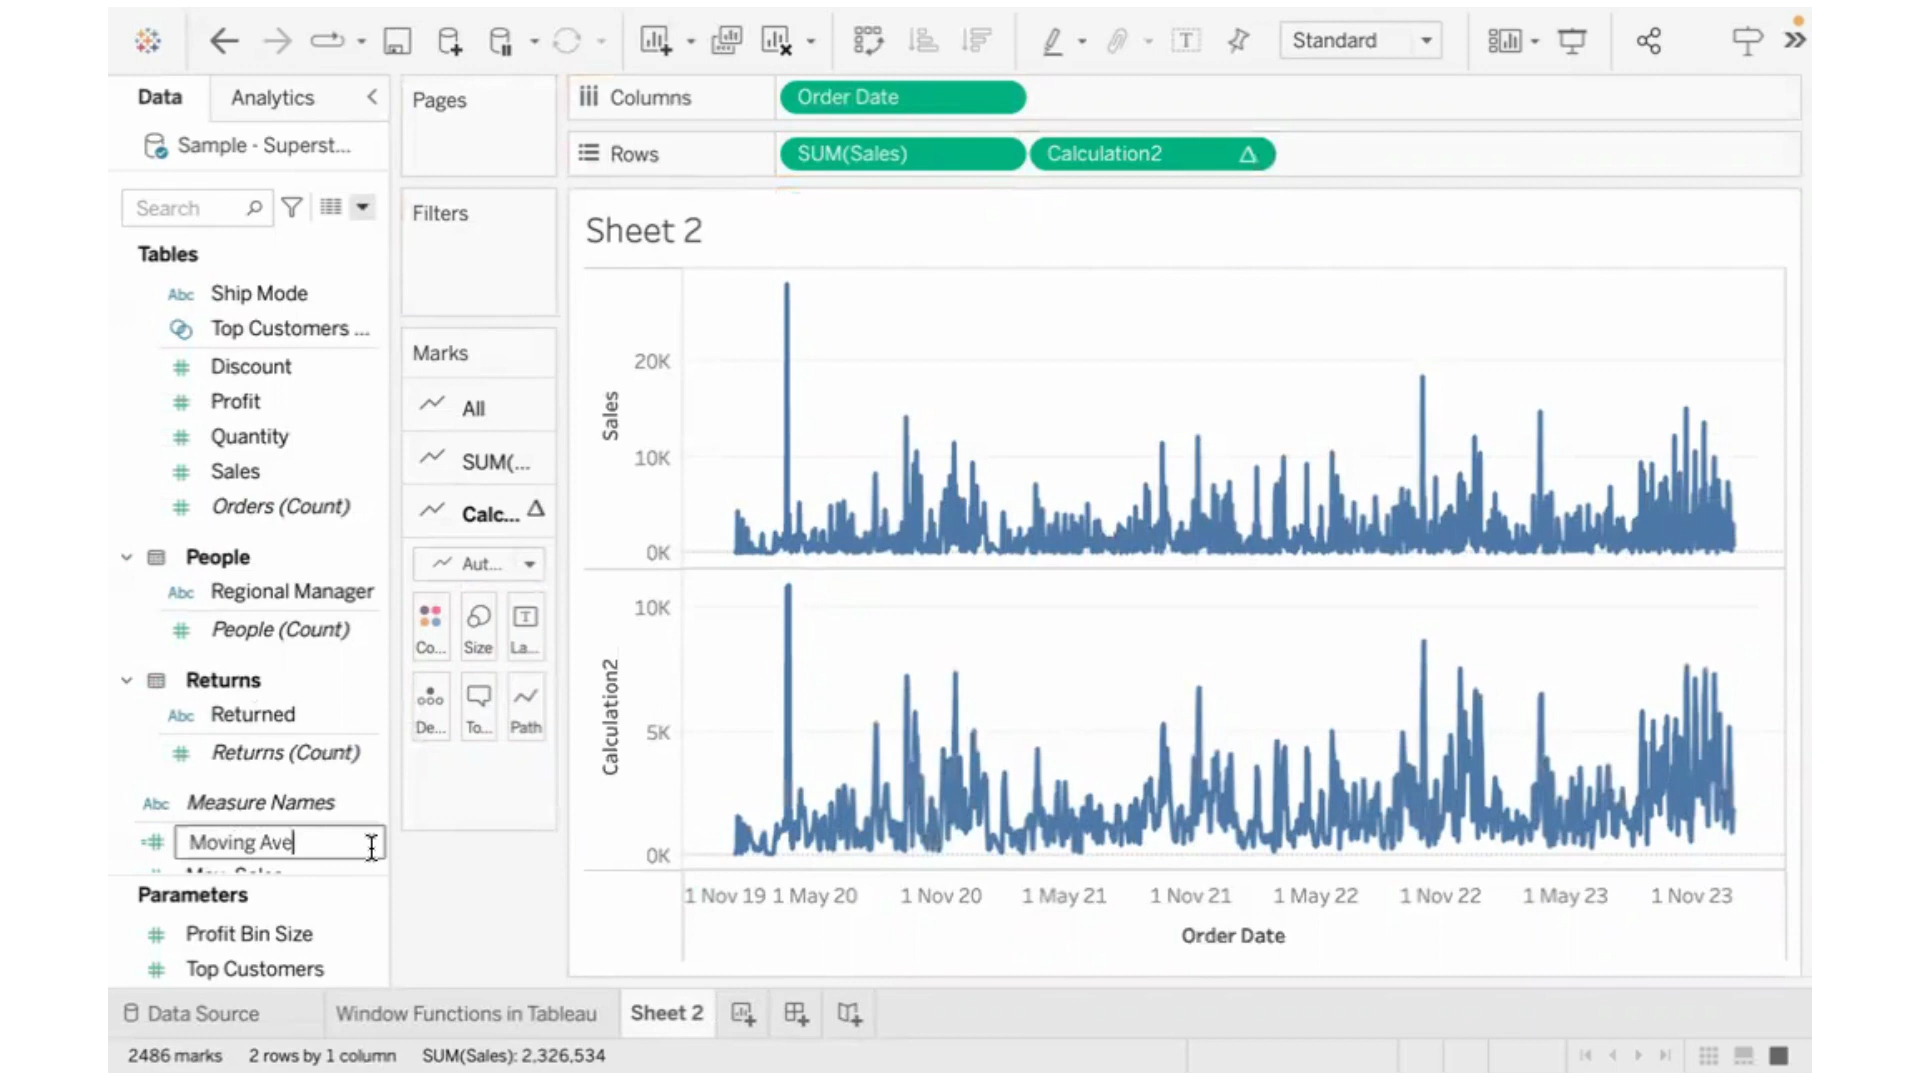 Standard
Data
Analytics
Sample - Superst...
Search
Tables
Abc Ship Mode
Top Customers ...
Discount
Profit
Quantity
Sales
Orders (Count)
People
Abc Regional Manager
People (Count)
Returns
Abc Returned
Returns (Count)
Abc Measure Names
Moving Ave
Parameters
Profit Bin Size
Top Customers
Pages
Filters
Marks
All
SUM(...
Calc...
Aut...
Co... Size La...
De... To... Path
Columns
Order Date
Rows
SUM(Sales)
Calculation2
Sheet 2
Sales
20K
10K
0K
Calculation2
10K
5K
0K
1 Nov 19 1 May 20 1 Nov 20 1 May 21 1 Nov 21 1 May 22 1 Nov 22 1 May 23 1 Nov 23
Order Date
Data Source
Window Functions in Tableau
Sheet 2
2486 marks 2 rows by 1 column SUM(Sales): 2,326,534